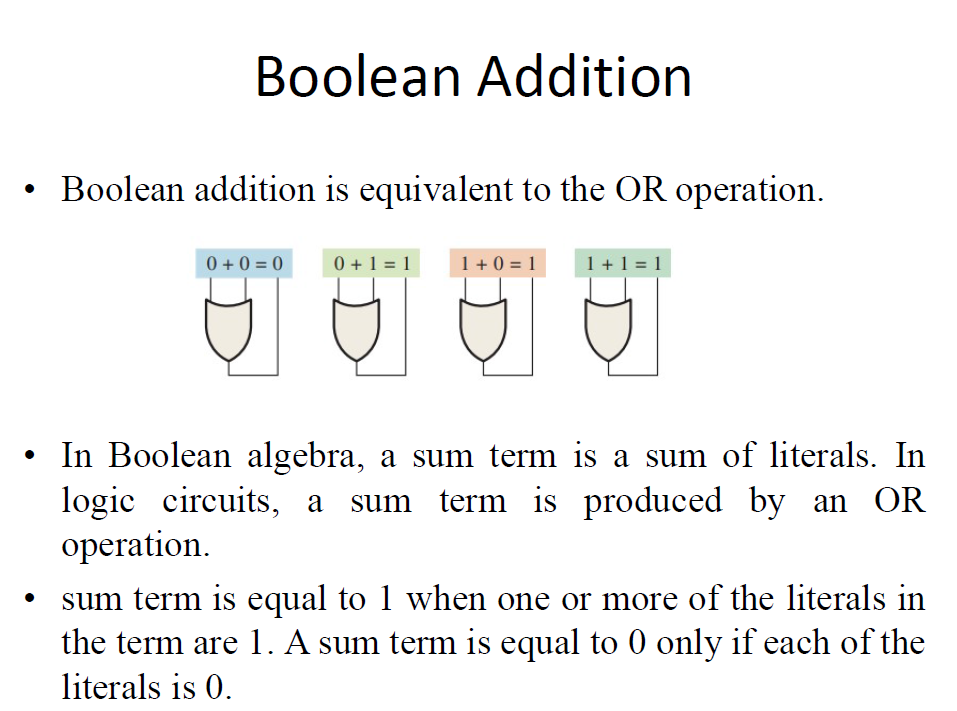 Boolean Addition
• Boolean addition is equivalent to the OR operation.
0 + 0 = 0 0 + 1 = 1 1 + 0 = 1 1 + 1 = 1
• In Boolean algebra, a sum term is a sum of literals. In
logic circuits, a sum term is produced by an OR
operation.
• sum term is equal to 1 when one or more of the literals in
the term are 1. A sum term is equal to 0 only if each of the
literals is 0.